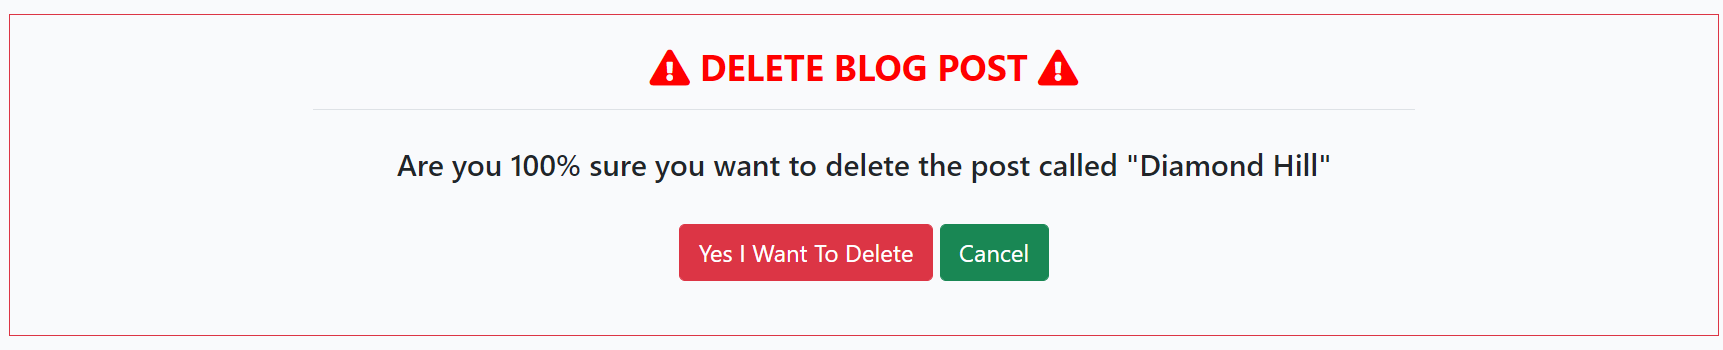 DELETE BLOG POST
Are you 100% sure you want to delete the post called "Diamond Hill"
Yes I Want To Delete Cancel